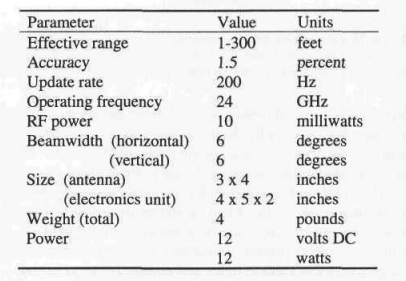 Parameter Value Units
Effective range 1-300 feet
Accuracy 1.5 percent
Update rate 200 Hz
Operating frequency 24 GHz
RF power 10 milliwatts
Beamwidth (horizontal) 6 degrees
(vertical) 6 degrees
Size (antenna) 3 x 4 inches
(electronics unit) 4 x 5 x 2 inches
Weight (total) 4 pounds
Power 12 volts DC
12 watts